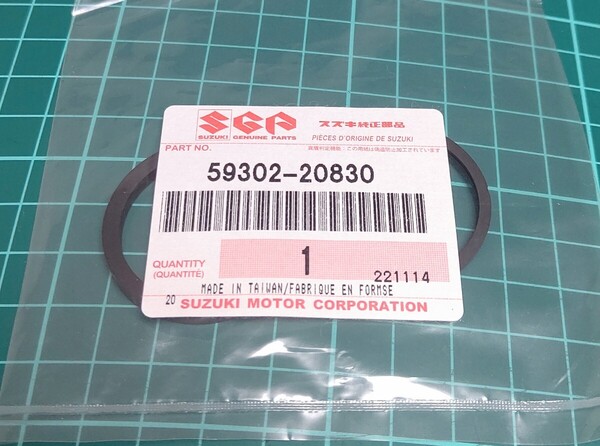 SUZUKI
SGP
GENUINE PARTS
スズキ純正部品
PIÈCES D'ORIGINE DE SUZUKI
PART NO.
59302-20830
QUANTITY
(QUANTITÉ)
1
221114
MADE IN TAIWAN/FABRIQUE EN FORMSE
20 SUZUKI MOTOR CORPORATION